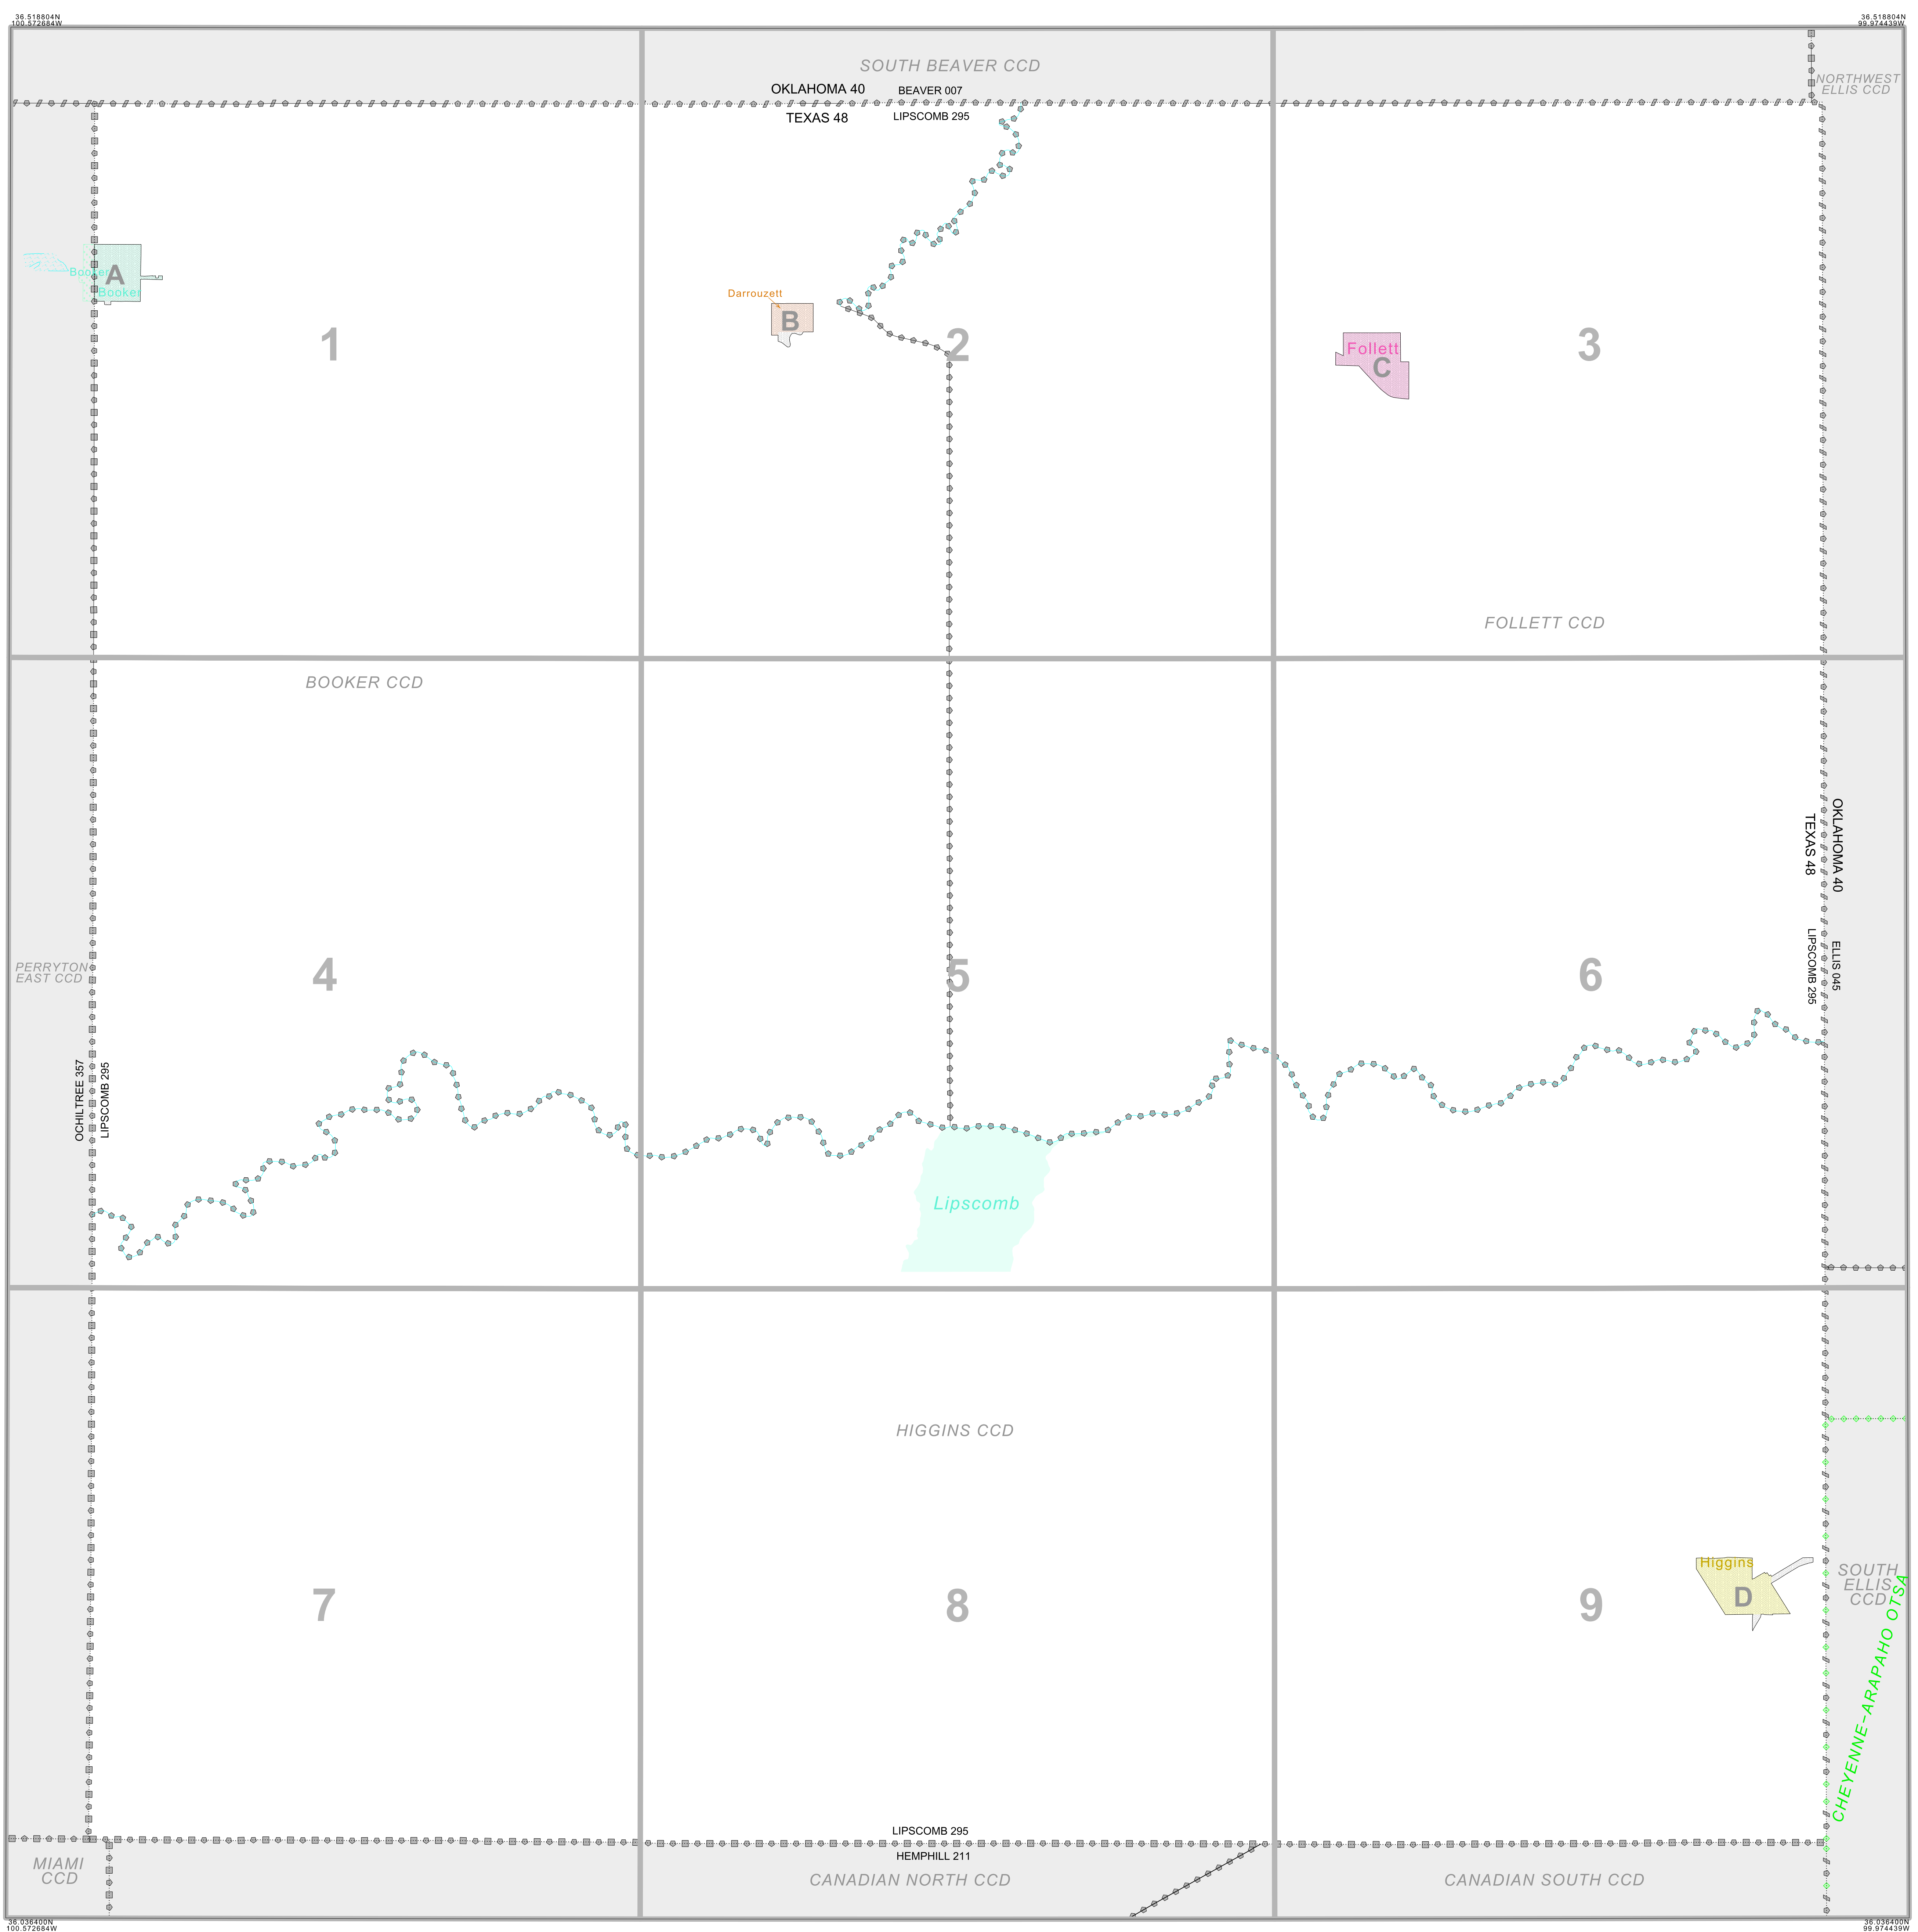 36.518804N
100.572684W
36.518804N
99.974439W
SOUTH BEAVER CCD
NORTHWEST
ELLIS CCD
OKLAHOMA 40
BEAVER 007
TEXAS 48
LIPSCOMB 295
Booker
A
Booker
Darrouzett
B
1
2
3
Follett
C
FOLLETT CCD
BOOKER CCD
OKLAHOMA 40
TEXAS 48
ELLIS 045
LIPSCOMB 295
PERRYTON
EAST CCD
4
5
6
OCHILTREE 357
LIPSCOMB 295
Lipscomb
HIGGINS CCD
Higgins
D
SOUTH
ELLIS
CCD
CHEYENNE-ARAPAHO OTSA
7
8
9
LIPSCOMB 295
HEMPHILL 211
MIAMI
CCD
CANADIAN NORTH CCD
CANADIAN SOUTH CCD
36.036400N
100.572684W
36.036400N
99.974439W